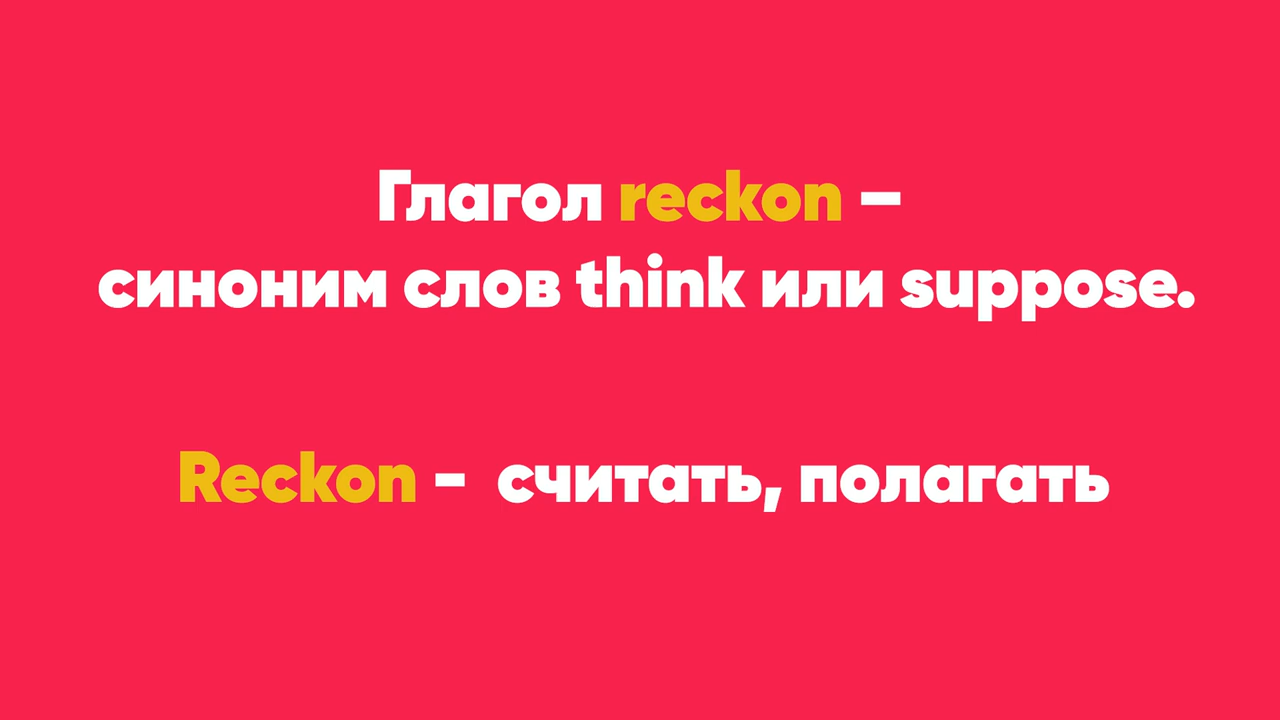 Глагол reckon –
синоним слов think или suppose.
Reckon - считать, полагать